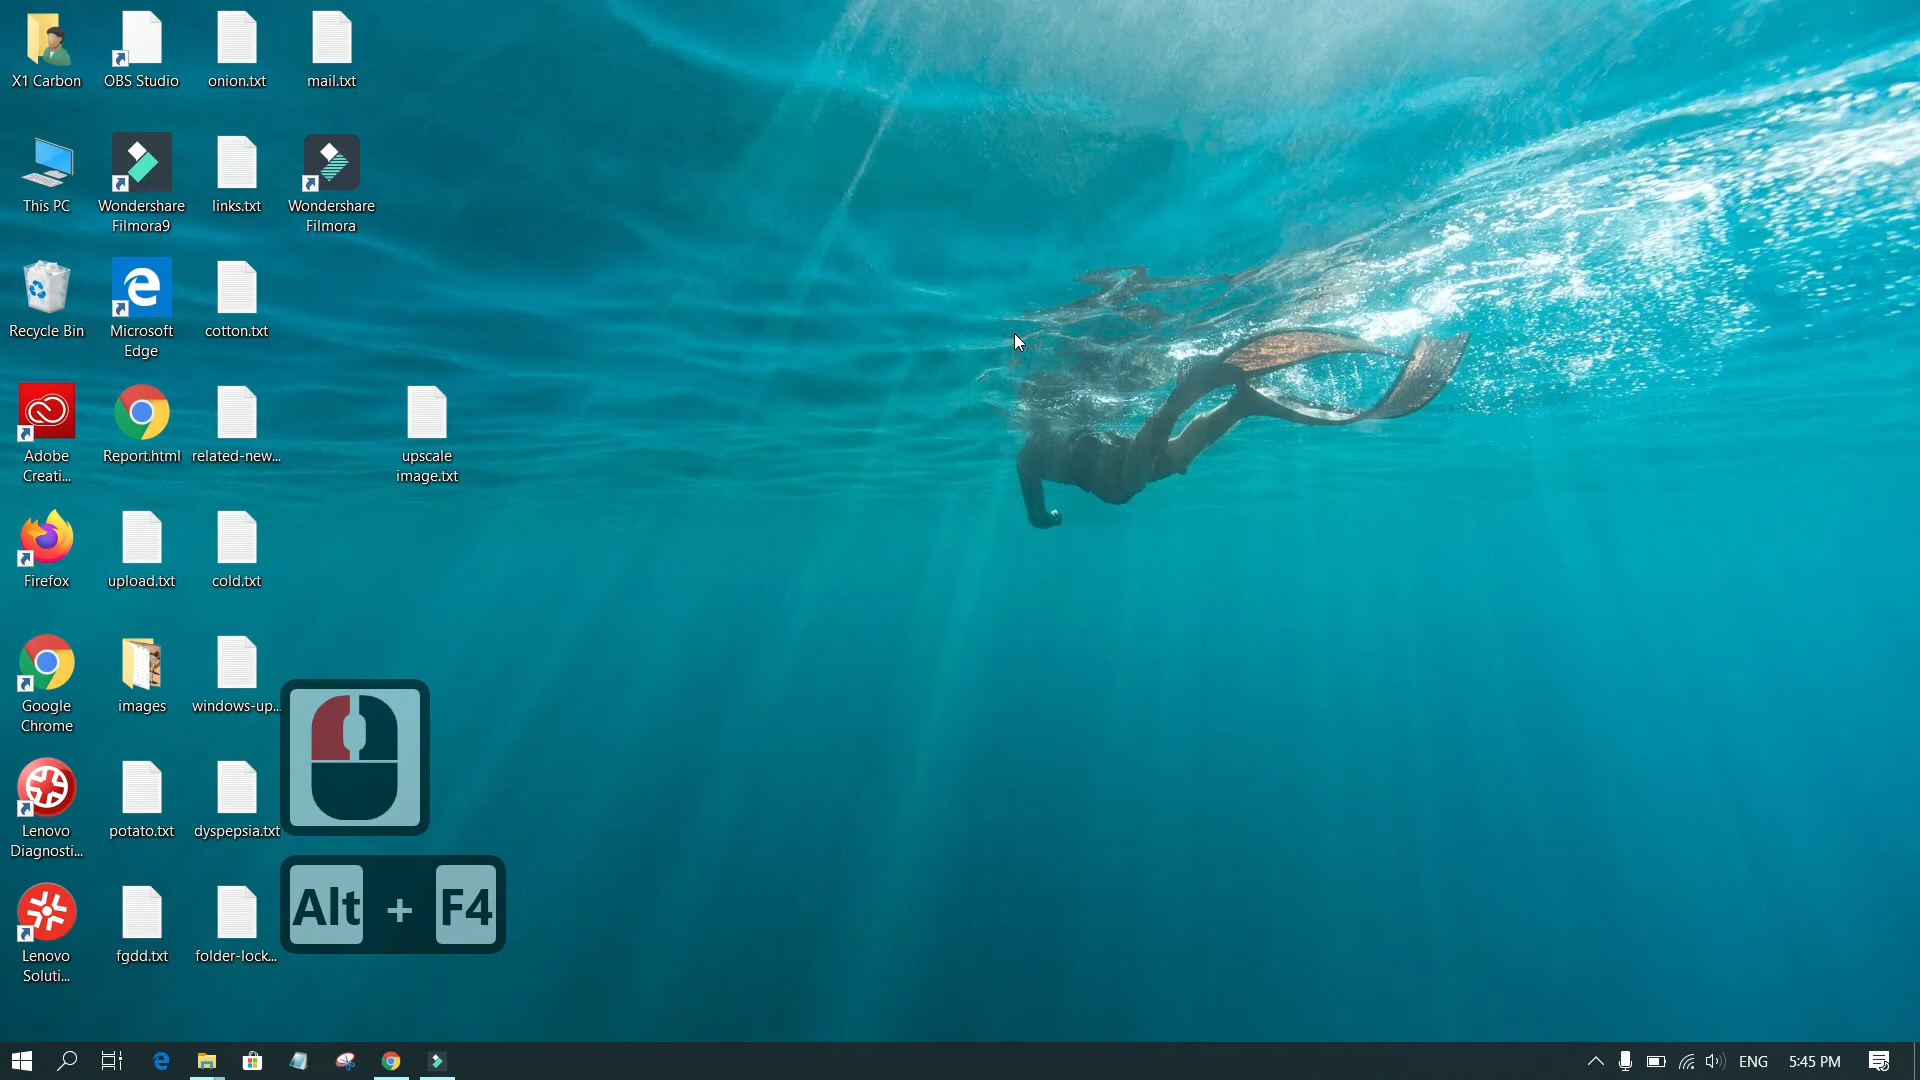 X1 Carbon
OBS Studio
onion.txt
mail.txt
This PC
Wondershare
Filmora9
links.txt
Wondershare
Filmora
Recycle Bin
Microsoft
Edge
cotton.txt
Adobe
Creati...
Report.html
related-new...
upscale
image.txt
Firefox
upload.txt
cold.txt
Google
Chrome
images
windows-up...
Lenovo
Diagnosti...
potato.txt
dyspepsia.txt
Lenovo
Soluti...
fgdd.txt
folder-lock...
Alt + F4
ENG
5:45 PM